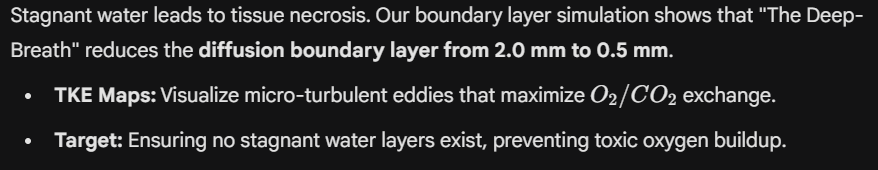 Stagnant water leads to tissue necrosis. Our boundary layer simulation shows that "The Deep-
Breath" reduces the diffusion boundary layer from 2.0 mm to 0.5 mm.
• TKE Maps: Visualize micro-turbulent eddies that maximize O₂/CO₂ exchange.
• Target: Ensuring no stagnant water layers exist, preventing toxic oxygen buildup.